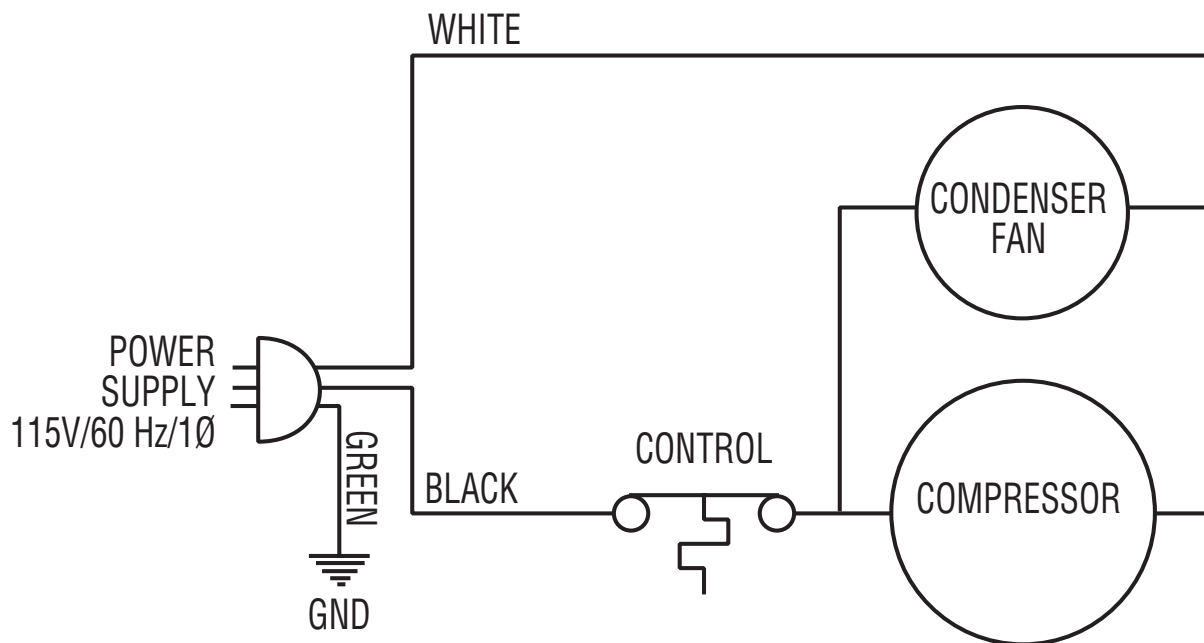 WHITE
CONDENSER
FAN
POWER
SUPPLY
115V/60 Hz/1Ø
GREEN
CONTROL
BLACK
COMPRESSOR
GND